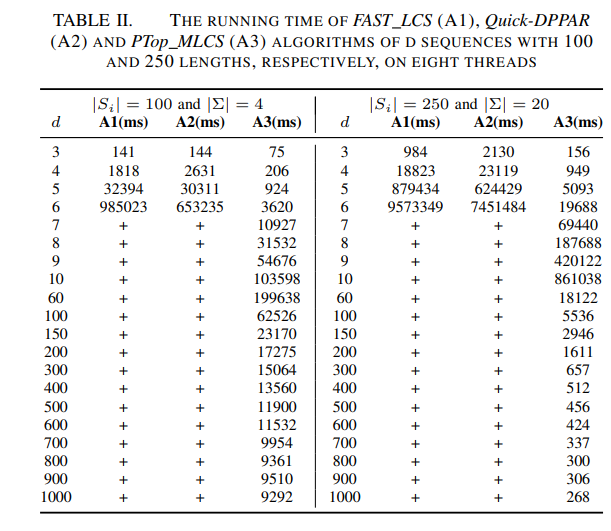 TABLE II. THE RUNNING TIME OF FAST_LCS (A1), Quick-DPPAR
(A2) AND PTop_MLCS (A3) ALGORITHMS OF D SEQUENCES WITH 100
AND 250 LENGTHS, RESPECTIVELY, ON EIGHT THREADS
|Si| = 100 and |Σ| = 4 |Si| = 250 and |Σ| = 20
d A1(ms) A2(ms) A3(ms) d A1(ms) A2(ms) A3(ms)
3 141 144 75 3 984 2130 156
4 1818 2631 206 4 18823 23119 949
5 32394 30311 924 5 879434 624429 5093
6 985023 653235 3620 6 9573349 7451484 19688
7 + + 10927 7 + + 69440
8 + + 31532 8 + + 187688
9 + + 54676 9 + + 420122
10 + + 103598 10 + + 861038
60 + + 199638 60 + + 18122
100 + + 62526 100 + + 5536
150 + + 23170 150 + + 2946
200 + + 17275 200 + + 1611
300 + + 15064 300 + + 657
400 + + 13560 400 + + 512
500 + + 11900 500 + + 456
600 + + 11532 600 + + 424
700 + + 9954 700 + + 337
800 + + 9361 800 + + 300
900 + + 9510 900 + + 306
1000 + + 9292 1000 + + 268